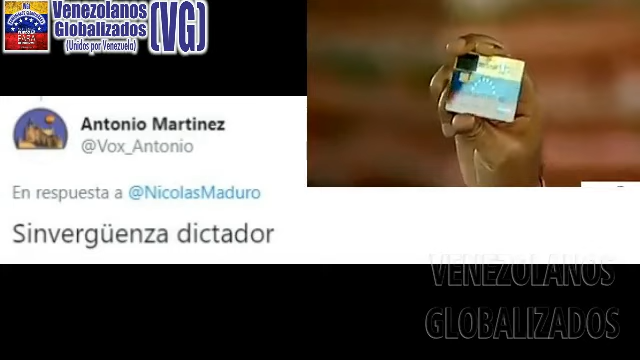 Venezolanos
Globalizados
(Unidos por Venezuela)
(VG)
Antonio Martinez
@Vox_Antonio
En respuesta a @NicolasMaduro
Sinvergüenza dictador
VENEZOLANOS
GLOBALIZADOS